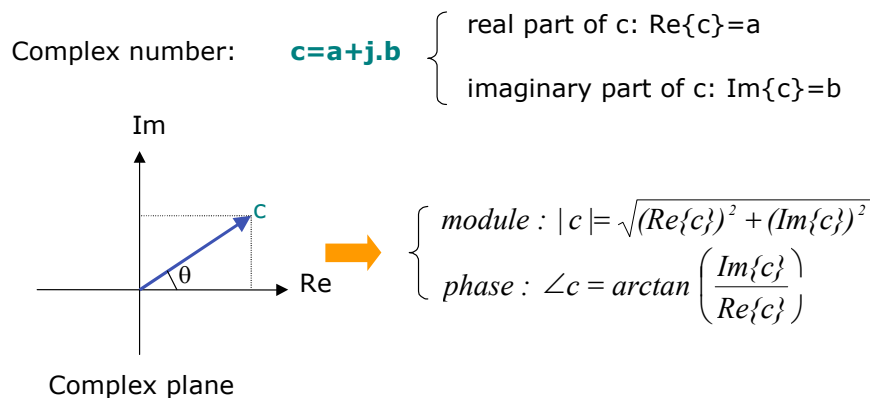 real part of c: Re{c}=a
Complex number: c=a+j.b
imaginary part of c: Im{c}=b
Im
c
θ
Re
module : | c |= √(Re{c})² + (Im{c})²
phase : ∠c = arctan (Im{c}/Re{c})
Complex plane